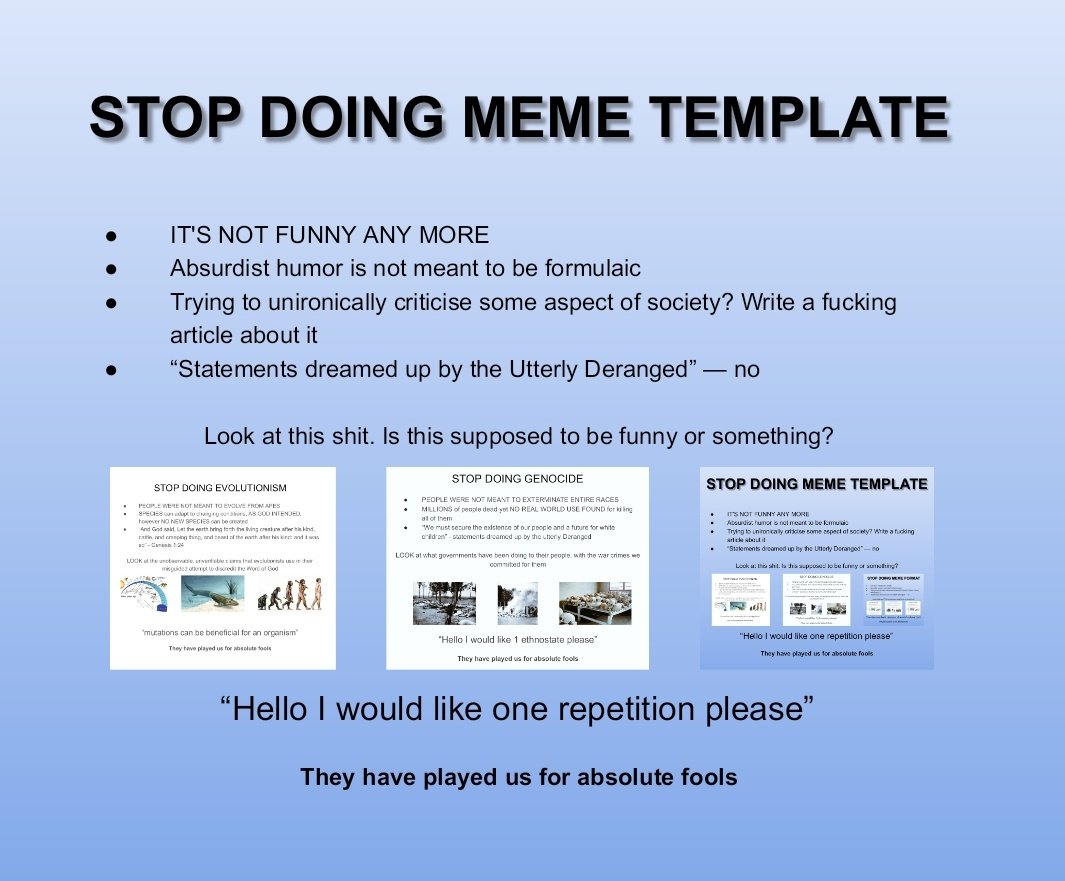 STOP DOING MEME TEMPLATE
● IT'S NOT FUNNY ANY MORE
● Absurdist humor is not meant to be formulaic
● Trying to unironically criticise some aspect of society? Write a fucking
article about it
● “Statements dreamed up by the Utterly Deranged” — no
Look at this shit. Is this supposed to be funny or something?
STOP DOING EVOLUTIONISM
● PEOPLE WERE NOT MEANT TO EVOLVE FROM APES
● SPECIES can adapt to changing conditions, AS GOD INTENDED,
however NO NEW SPECIES can be created
● "And God said, Let the earth bring forth the living creature after his kind,
cattle, and creeping thing, and beast of the earth after his kind: and it was
so" - Genesis 1:24
LOOK at the unobservable, unverifiable claims that evolutionists use in their
misguided attempt to discredit the Word of God
"mutations can be beneficial for an organism"
They have played us for absolute fools
STOP DOING GENOCIDE
● PEOPLE WERE NOT MEANT TO EXTERMINATE ENTIRE RACES
● MILLIONS of people dead yet NO REAL WORLD USE FOUND for killing
all of them
● "We must secure the existence of our people and a future for white
children" - statements dreamed up by the utterly Deranged
LOOK at what governments have been doing to their people, with the war crimes we
committed for them
"Hello I would like 1 ethnostate please"
They have played us for absolute fools
STOP DOING MEME TEMPLATE
● IT'S NOT FUNNY ANY MORE
● Absurdist humor is not meant to be formulaic
● Trying to unironically criticise some aspect of society? Write a fucking
article about it
● “Statements dreamed up by the Utterly Deranged” — no
Look at this shit. Is this supposed to be funny or something?
STOP DOING MEME FORMAT
“Hello I would like one repetition please”
They have played us for absolute fools
“Hello I would like one repetition please”
They have played us for absolute fools